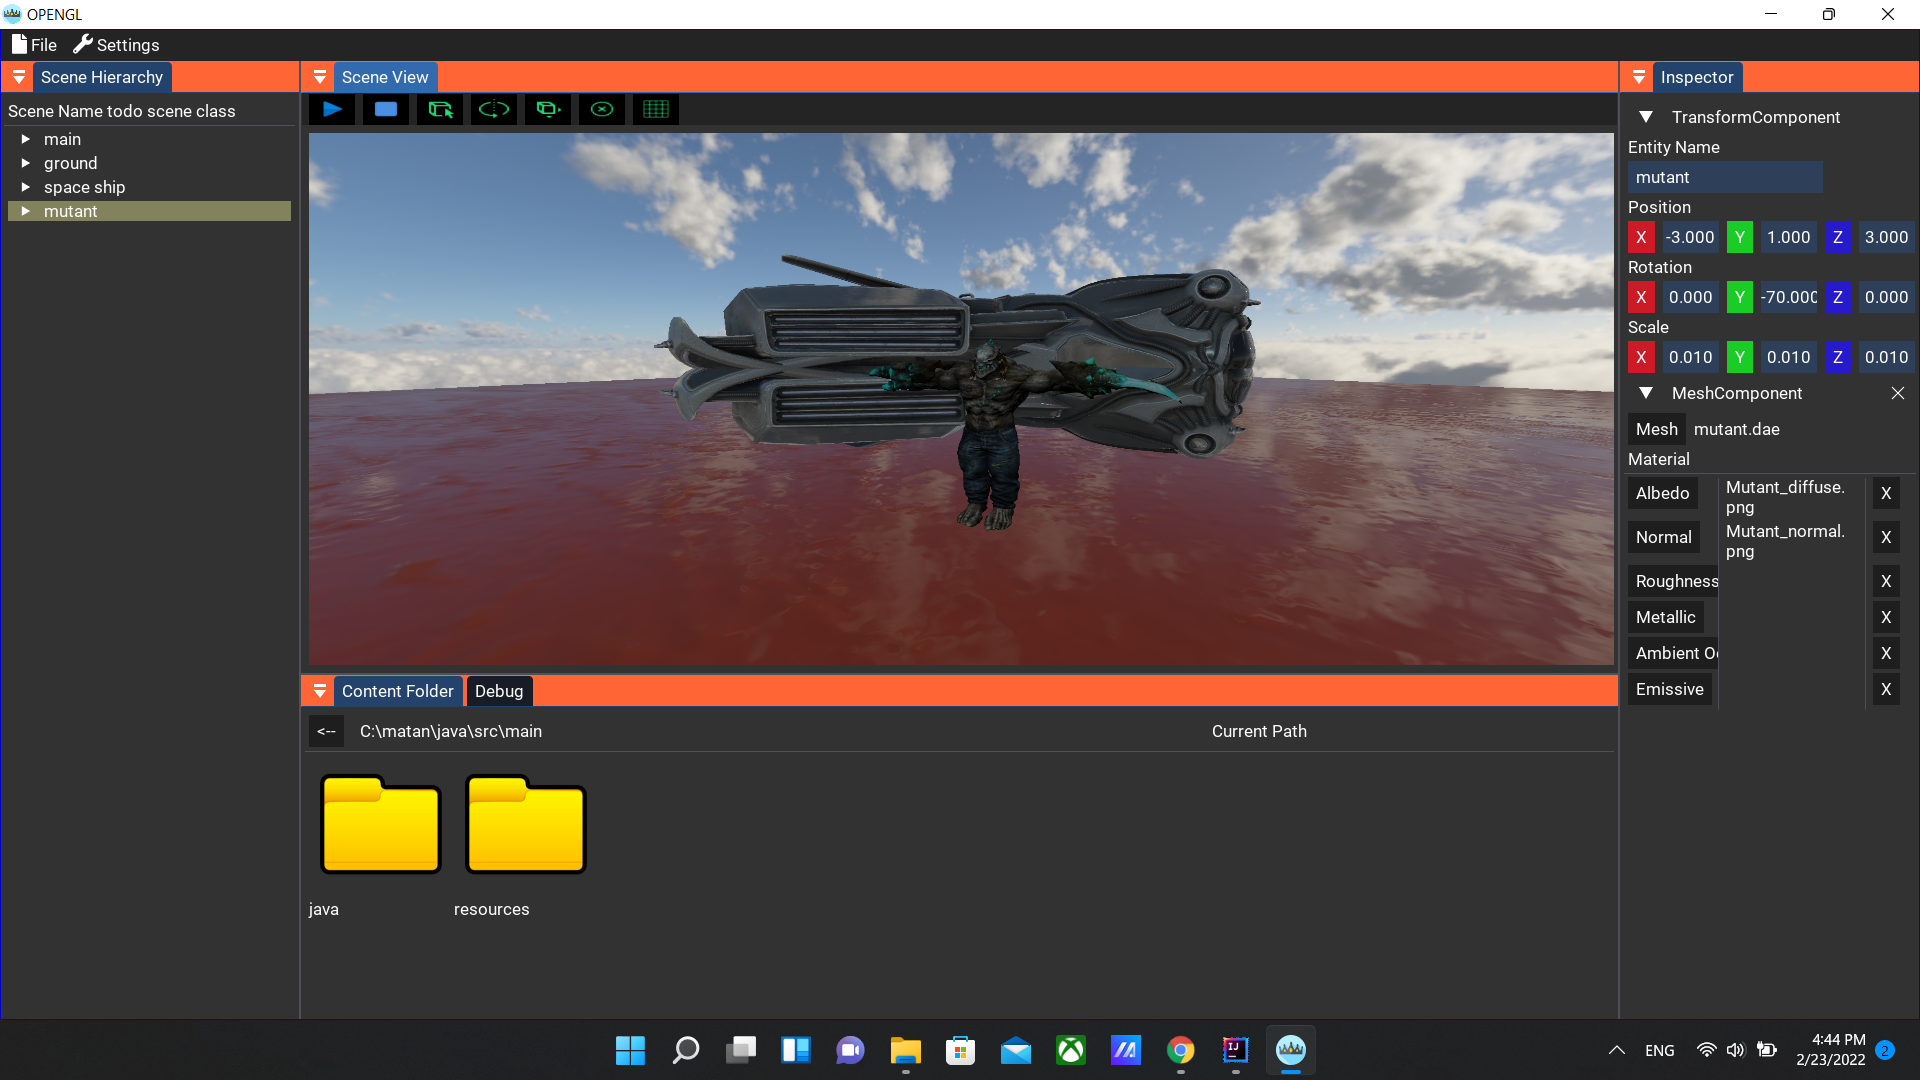 OPENGL
File Settings
Scene Hierarchy
Scene Name todo scene class
main
ground
space ship
mutant
Scene View
Content Folder Debug
<-- C:\matan\java\src\main Current Path
java resources
Inspector
TransformComponent
Entity Name
mutant
Position
X -3.000 Y 1.000 Z 3.000
Rotation
X 0.000 Y -70.000 Z 0.000
Scale
X 0.010 Y 0.010 Z 0.010
MeshComponent
Mesh mutant.dae
Material
Albedo Mutant_diffuse.
png
X
Normal Mutant_normal.
png
X
Roughness X
Metallic X
Ambient Oc X
Emissive X
IJ
ENG
4:44 PM
2/23/2022
2